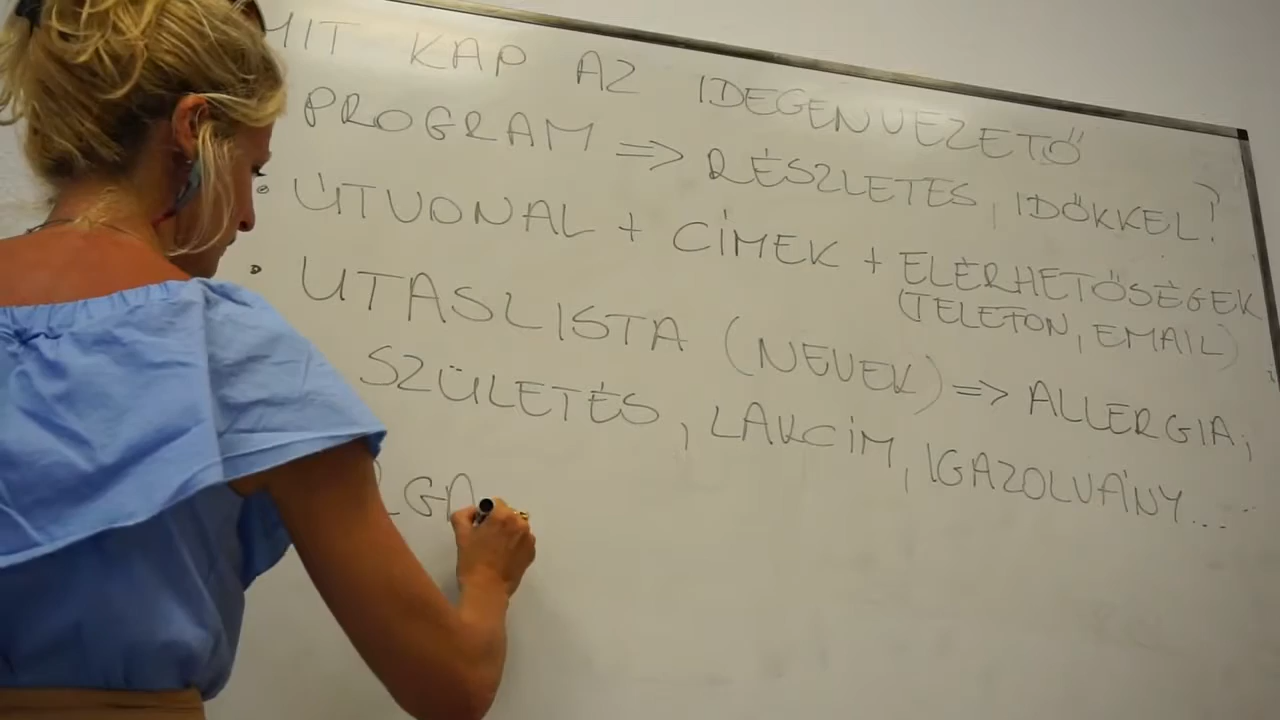 MIT KAP AZ IDEGENVEZETŐ?
PROGRAM => RÉSZLETES, IDŐKKEL!
• ÚTVONAL + CÍMEK + ELÉRHETŐSÉGEK
(TELEFON, EMAIL)
• UTASLISTA (NEVEK) => ALLERGIA,
SZÜLETÉS, LAKCÍM, IGAZOLVÁNY...